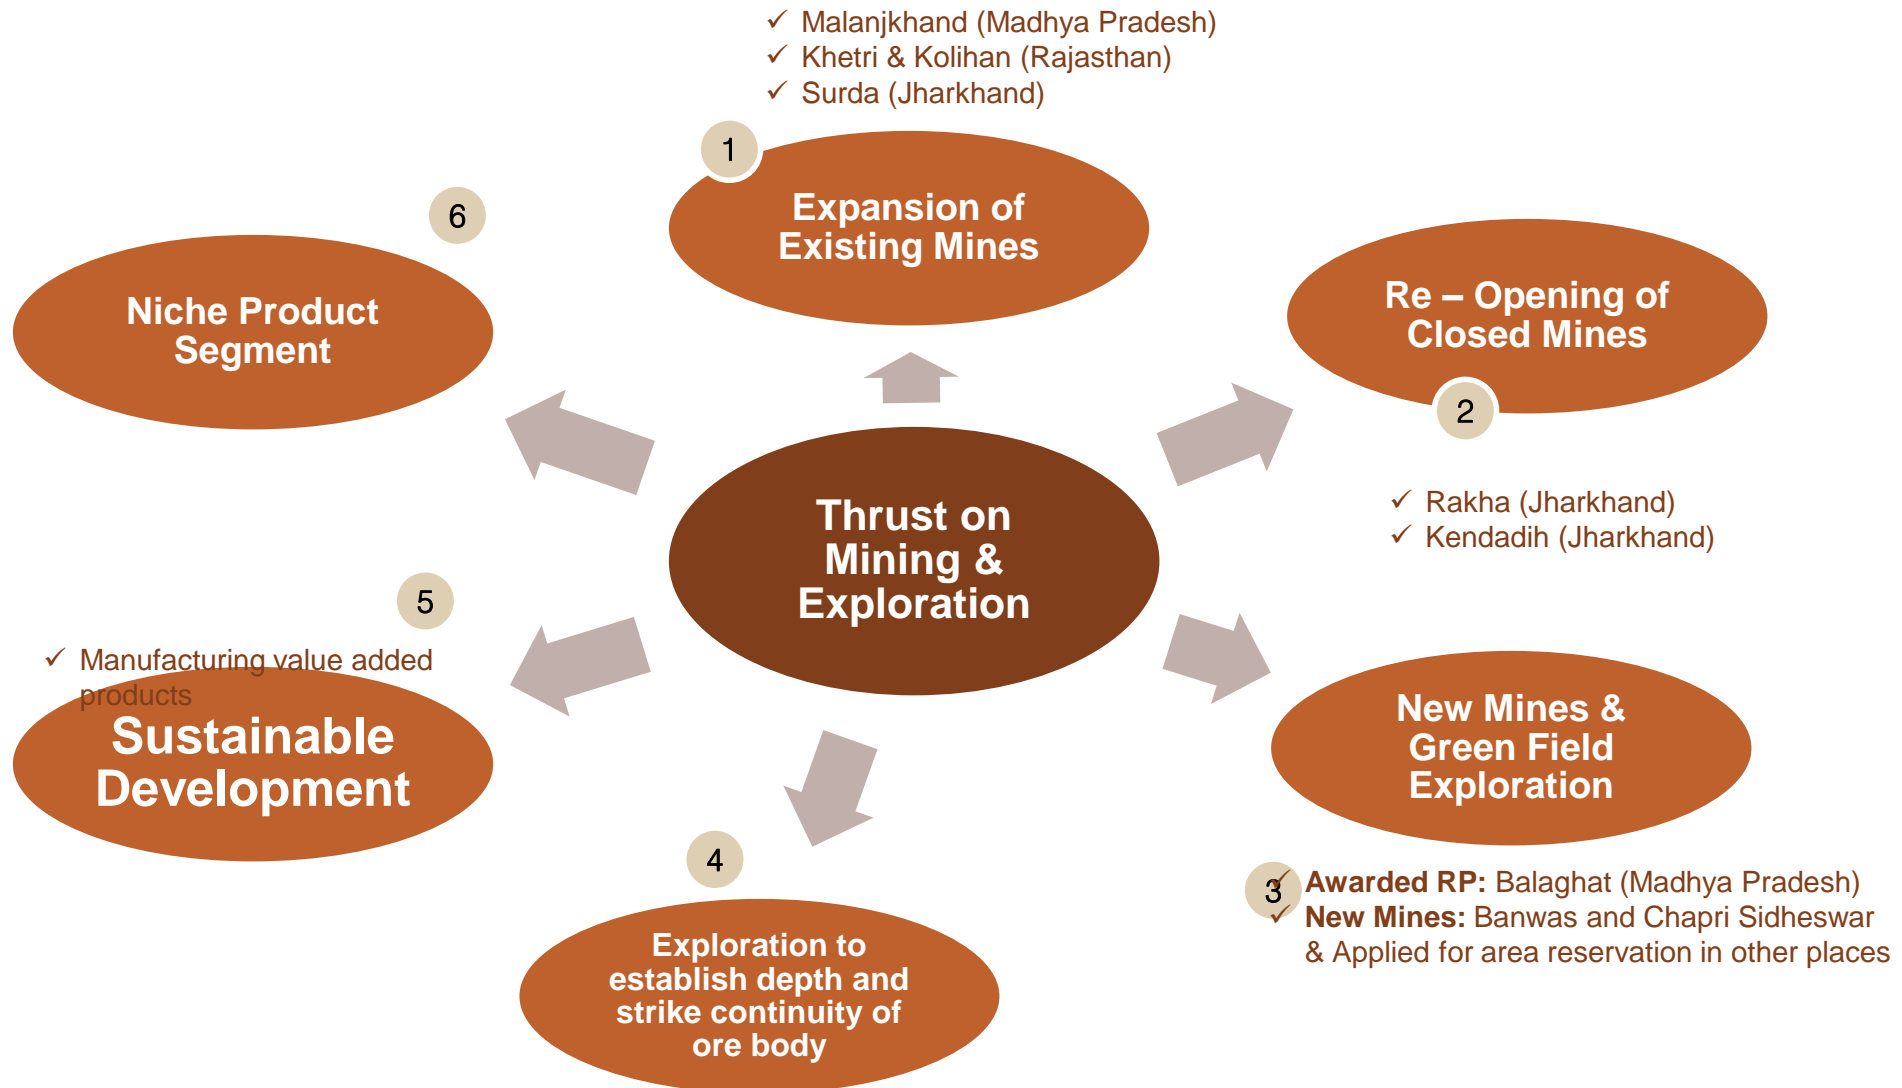 ✓ Malanjkhand (Madhya Pradesh)
✓ Khetri & Kolihan (Rajasthan)
✓ Surda (Jharkhand)
1
Expansion of
Existing Mines
Re – Opening of
Closed Mines
2
✓ Rakha (Jharkhand)
✓ Kendadih (Jharkhand)
Thrust on
Mining &
Exploration
New Mines &
Green Field
Exploration
3
✓ Awarded RP: Balaghat (Madhya Pradesh)
✓ New Mines: Banwas and Chapri Sidheswar
& Applied for area reservation in other places
4
Exploration to
establish depth and
strike continuity of
ore body
5
Sustainable
Development
6
Niche Product
Segment
✓ Manufacturing value added
products